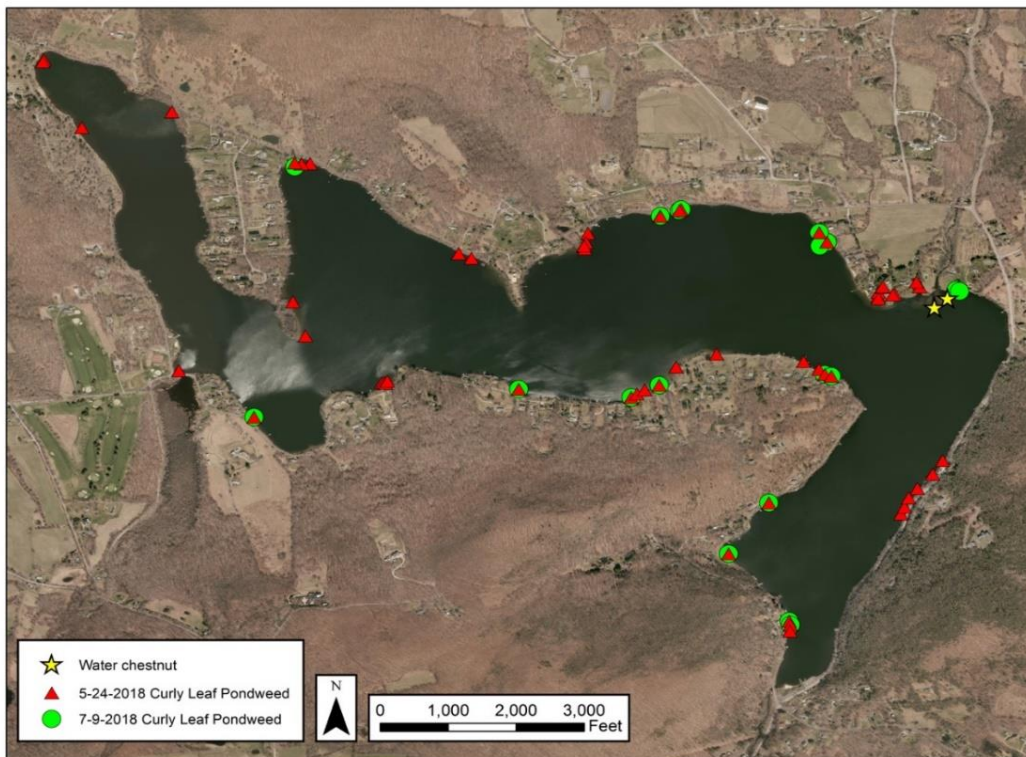 Water chestnut
5-24-2018 Curly Leaf Pondweed
7-9-2018 Curly Leaf Pondweed
N
0 1,000 2,000 3,000
Feet